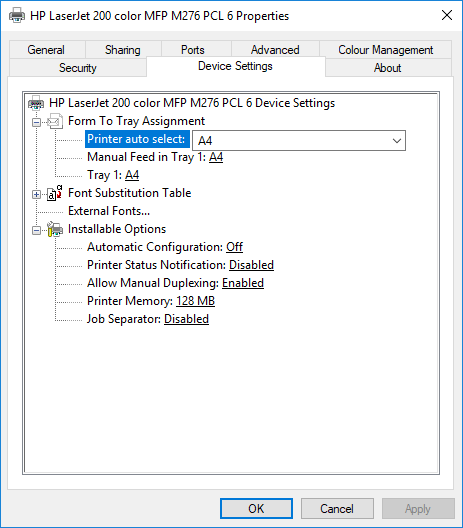 HP LaserJet 200 color MFP M276 PCL 6 Properties
General Sharing Ports Advanced Colour Management
Security Device Settings About
HP LaserJet 200 color MFP M276 PCL 6 Device Settings
Form To Tray Assignment
Printer auto select: A4
Manual Feed in Tray 1: A4
Tray 1: A4
Font Substitution Table
External Fonts...
Installable Options
Automatic Configuration: Off
Printer Status Notification: Disabled
Allow Manual Duplexing: Enabled
Printer Memory: 128 MB
Job Separator: Disabled
OK Cancel Apply